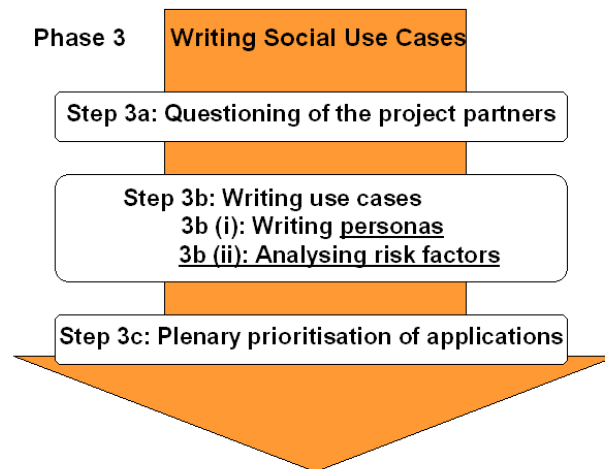 Phase 3 Writing Social Use Cases
Step 3a: Questioning of the project partners
Step 3b: Writing use cases
3b (i): Writing personas
3b (ii): Analysing risk factors
Step 3c: Plenary prioritisation of applications